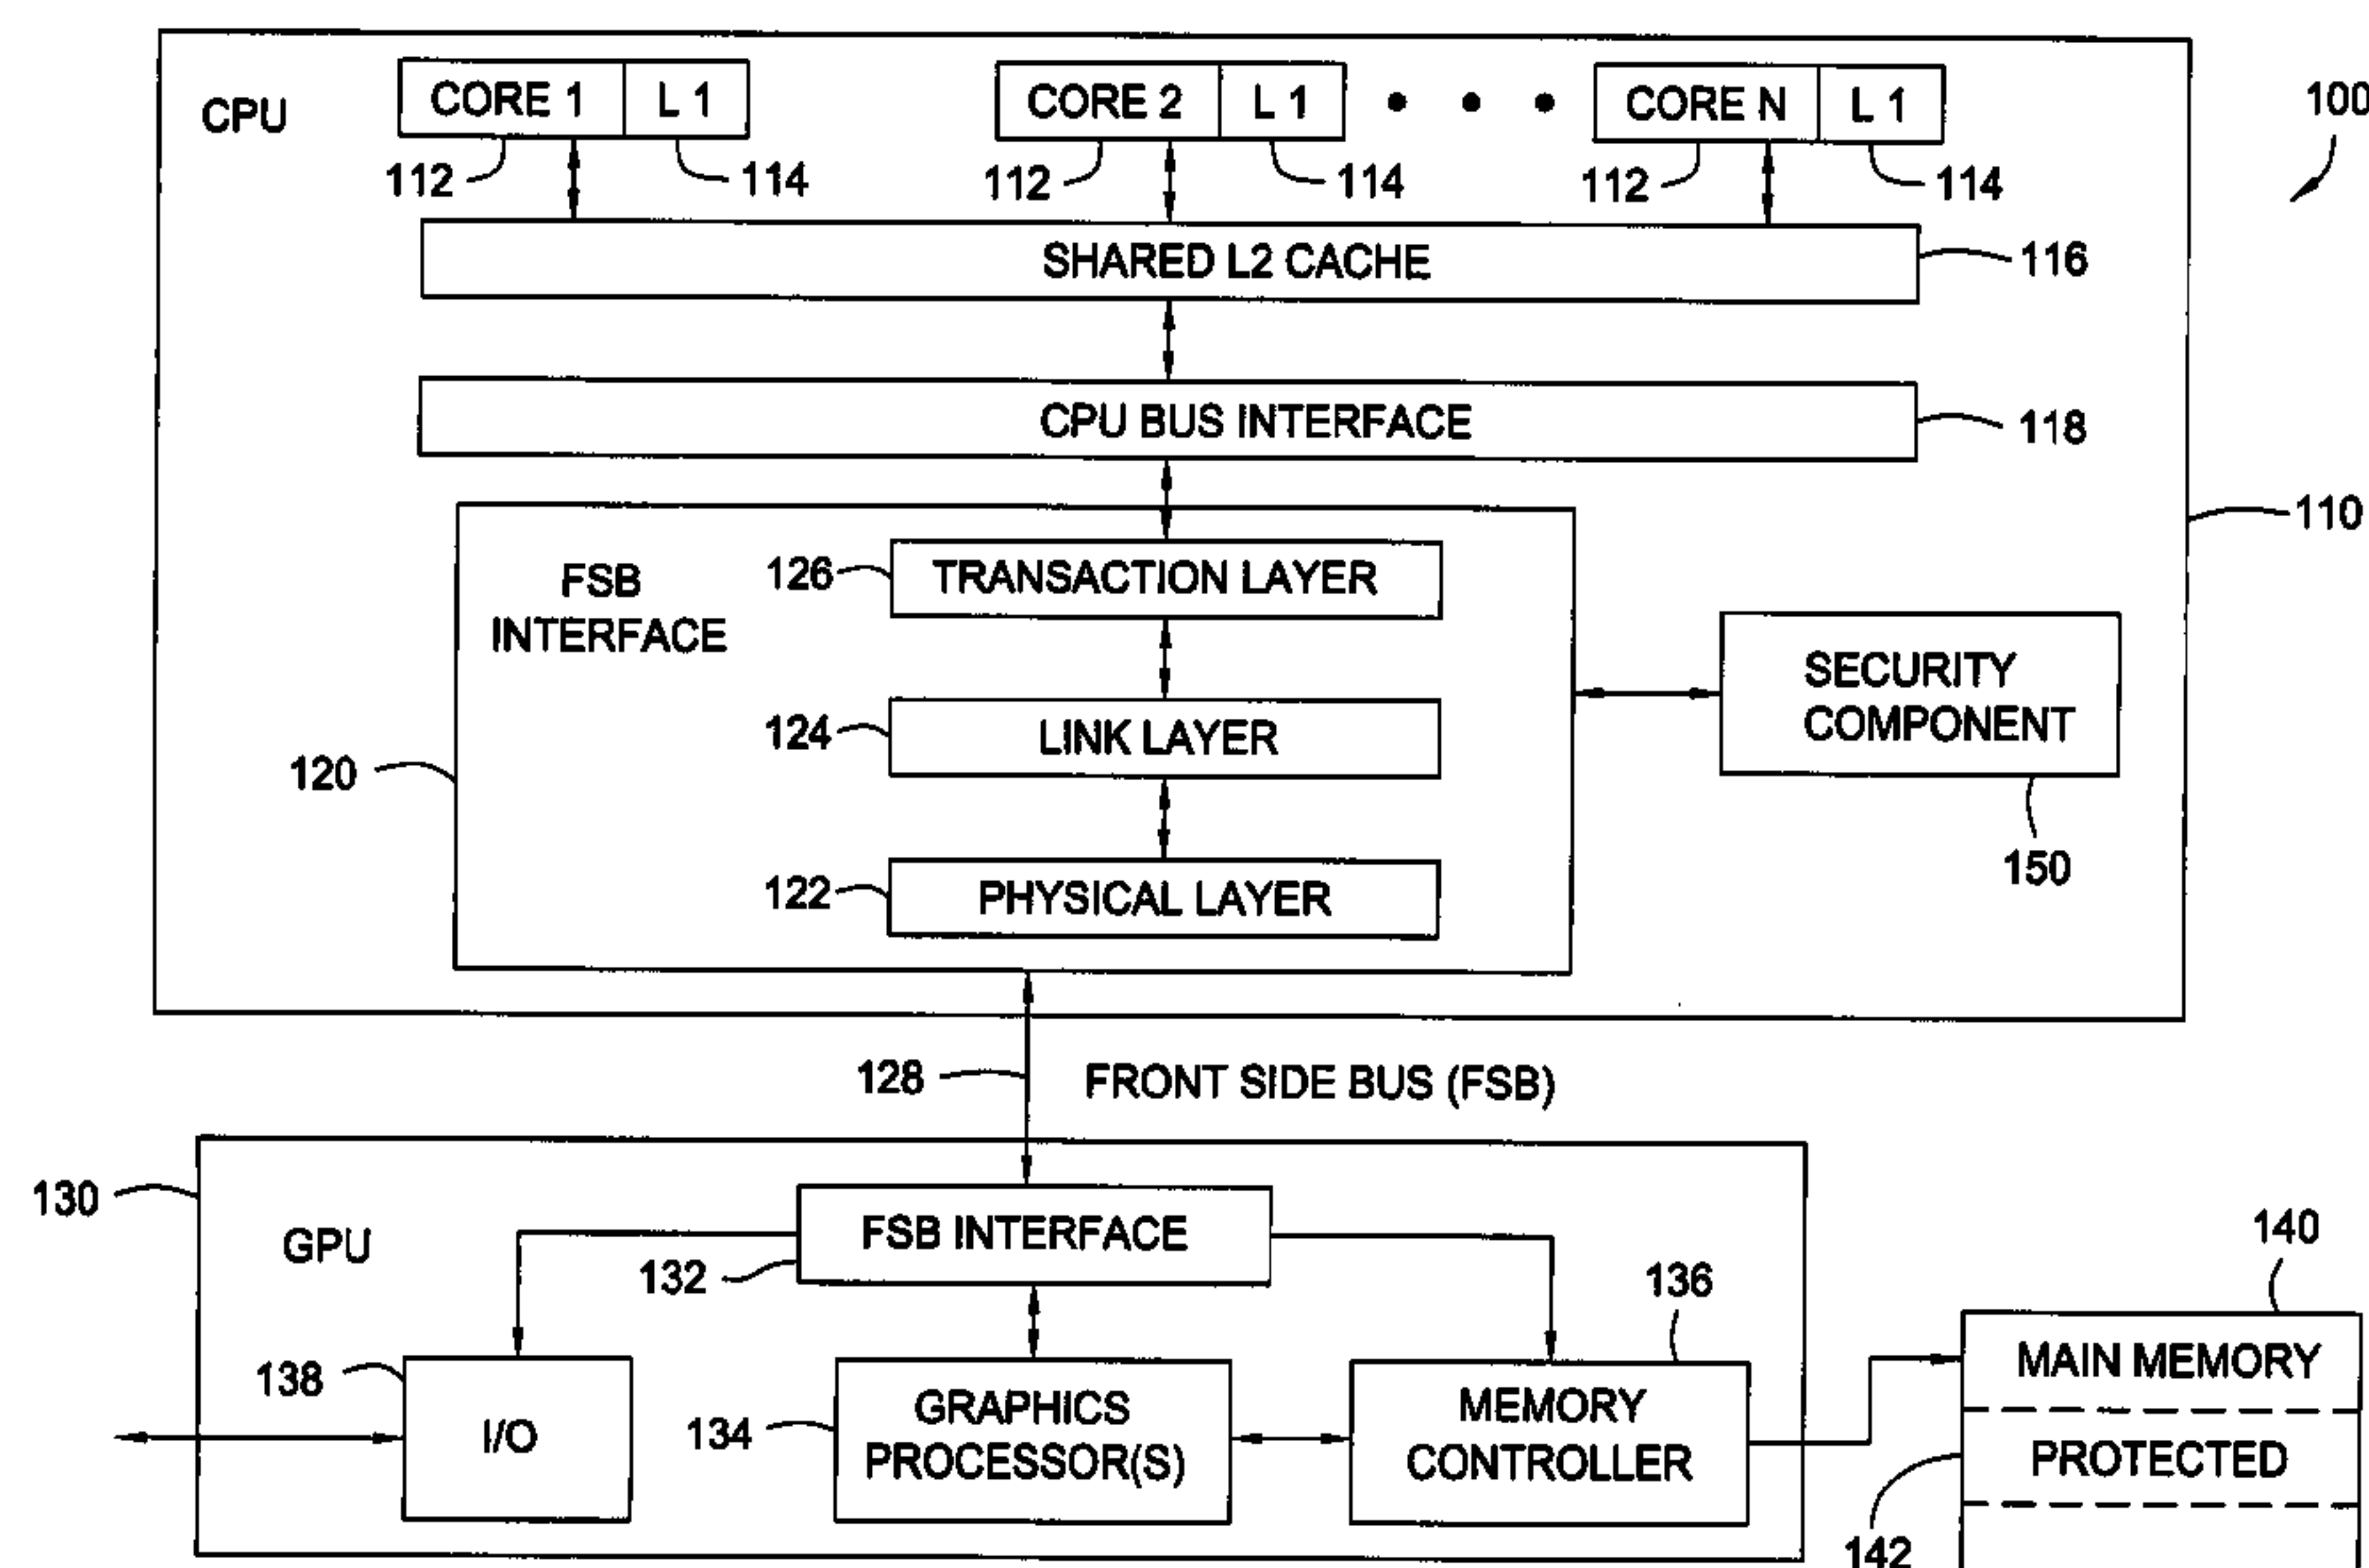 CPU
CORE 1 L 1
CORE 2 L 1
CORE N L 1
100
112 114
112 114
112 114
SHARED L2 CACHE
116
CPU BUS INTERFACE
118
110
FSB
INTERFACE
126
TRANSACTION LAYER
124
LINK LAYER
120
122
PHYSICAL LAYER
SECURITY
COMPONENT
150
128
FRONT SIDE BUS (FSB)
130
GPU
FSB INTERFACE
132
136
140
138
I/O
134
GRAPHICS
PROCESSOR(S)
MEMORY
CONTROLLER
MAIN MEMORY
PROTECTED
142